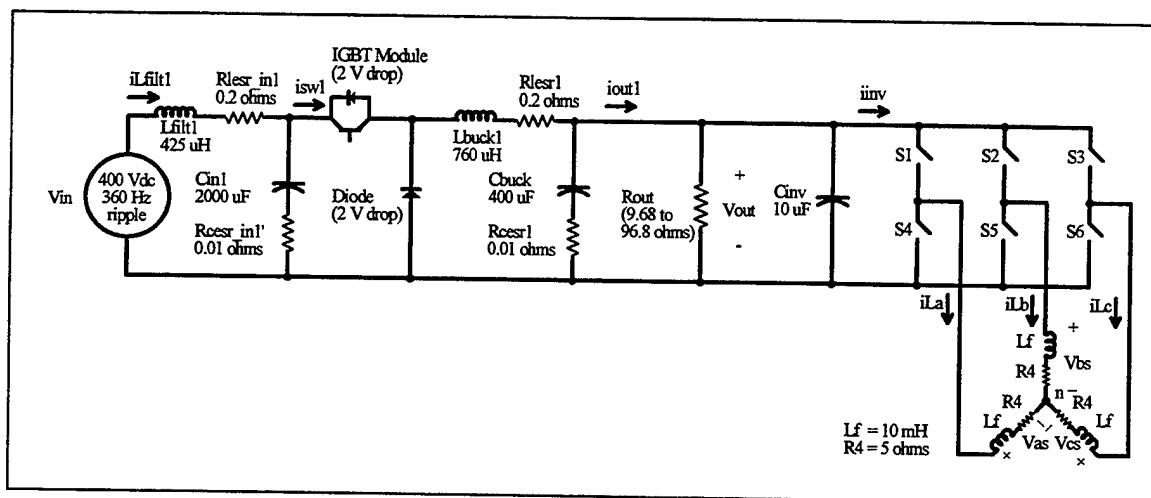 IGBT Module
(2 V drop)
iLfilt1
Rlesr_in1
0.2 ohms
isw1
Rlesr1
0.2 ohms
iout1
iinv
Lfilt1
425 uH
Lbuck1
760 uH
S1
S2
S3
Vin
400 Vdc
360 Hz
ripple
Cin1
2000 uF
Diode
(2 V drop)
Cbuck
400 uF
Rout
(9.68 to
96.8 ohms)
+
Vout
-
Cinv
10 uF
S4
S5
S6
Rcesr_in1'
0.01 ohms
Rcesr1
0.01 ohms
iLa
iLb
iLc
Lf
+
Vbs
R4
n
-
R4
R4
Lf
Lf
Vas
Vcs
Lf = 10 mH
R4 = 5 ohms